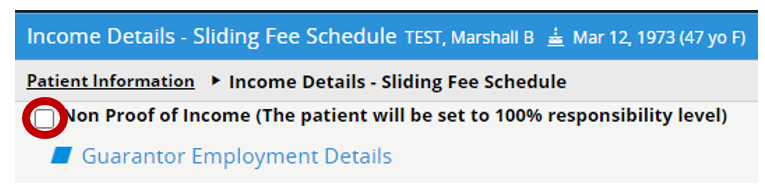 Income Details - Sliding Fee Schedule TEST, Marshall B Mar 12, 1973 (47 yo F)
Patient Information ▸ Income Details - Sliding Fee Schedule
Non Proof of Income (The patient will be set to 100% responsibility level)
Guarantor Employment Details